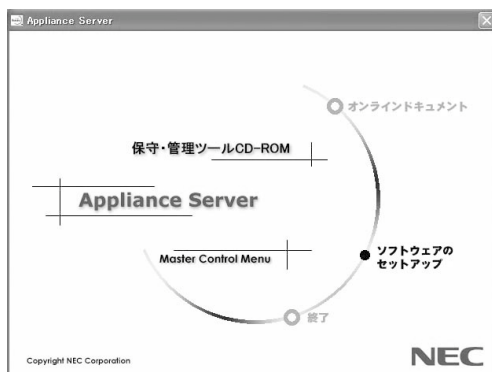 Appliance Server
オンラインドキュメント
保守・管理ツールCD-ROM
Appliance Server
ソフトウェアの
セットアップ
Master Control Menu
終了
Copyright NEC Corporation
NEC